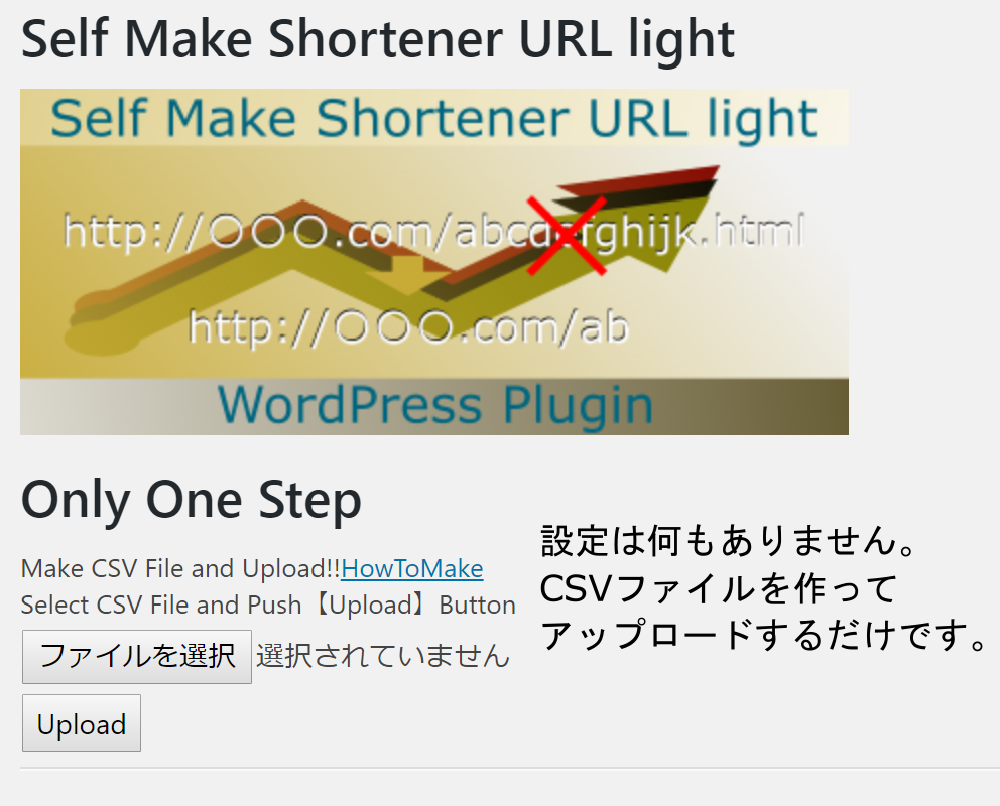 Self Make Shortener URL light
Self Make Shortener URL light
http://〇〇〇.com/abcdefghijk.html
http://〇〇〇.com/ab
WordPress Plugin
Only One Step
Make CSV File and Upload!!HowToMake
Select CSV File and Push【Upload】Button
ファイルを選択 選択されていません
Upload
設定は何もありません。
CSVファイルを作って
アップロードするだけです。